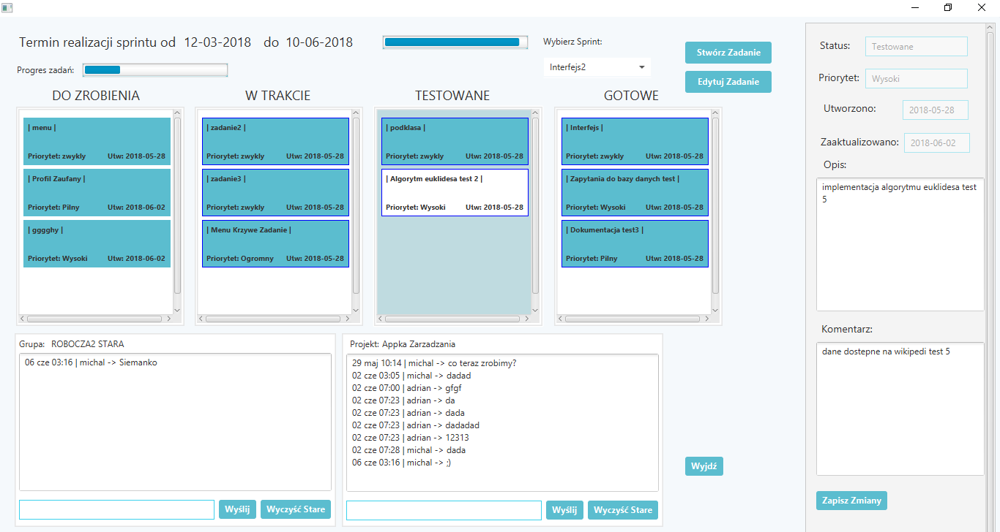 Termin realizacji sprintu od 12-03-2018 do 10-06-2018
Wybierz Sprint:
Progres zadań:
Interfejs2
Stwórz Zadanie
Edytuj Zadanie
DO ZROBIENIA
| menu |
Priorytet: zwykly Utw: 2018-05-28
| Profil Zaufany |
Priorytet: Pilny Utw: 2018-06-02
| gggghy |
Priorytet: Wysoki Utw: 2018-06-02
W TRAKCIE
| zadanie2 |
Priorytet: zwykly Utw: 2018-05-28
| zadanie3 |
Priorytet: zwykly Utw: 2018-05-28
| Menu Krzywe Zadanie |
Priorytet: Ogromny Utw: 2018-05-28
TESTOWANE
| podklasa |
Priorytet: zwykly Utw: 2018-05-28
| Algorytm euklidesa test 2 |
Priorytet: Wysoki Utw: 2018-05-28
GOTOWE
| Interfejs |
Priorytet: zwykly Utw: 2018-05-28
| Zapytania do bazy danych test |
Priorytet: Wysoki Utw: 2018-05-28
| Dokumentacja test3 |
Priorytet: Pilny Utw: 2018-05-28
Grupa: ROBOCZA2 STARA
06 cze 03:16 | michal -> Siemanko
Wyślij
Wyczyść Stare
Projekt: Appka Zarzadzania
29 maj 10:14 | michal -> co teraz zrobimy?
02 cze 03:05 | michal -> dadad
02 cze 07:00 | adrian -> gfgf
02 cze 07:23 | adrian -> da
02 cze 07:23 | adrian -> dada
02 cze 07:23 | adrian -> dadadad
02 cze 07:23 | adrian -> 12313
02 cze 07:28 | michal -> dada
06 cze 03:16 | michal -> ;)
Wyślij
Wyczyść Stare
Wyjdź
Status: Testowane
Priorytet: Wysoki
Utworzono: 2018-05-28
Zaaktualizowano: 2018-06-02
Opis:
implementacja algorytmu euklidesa test
5
Komentarz:
dane dostepne na wikipedi test 5
Zapisz Zmiany